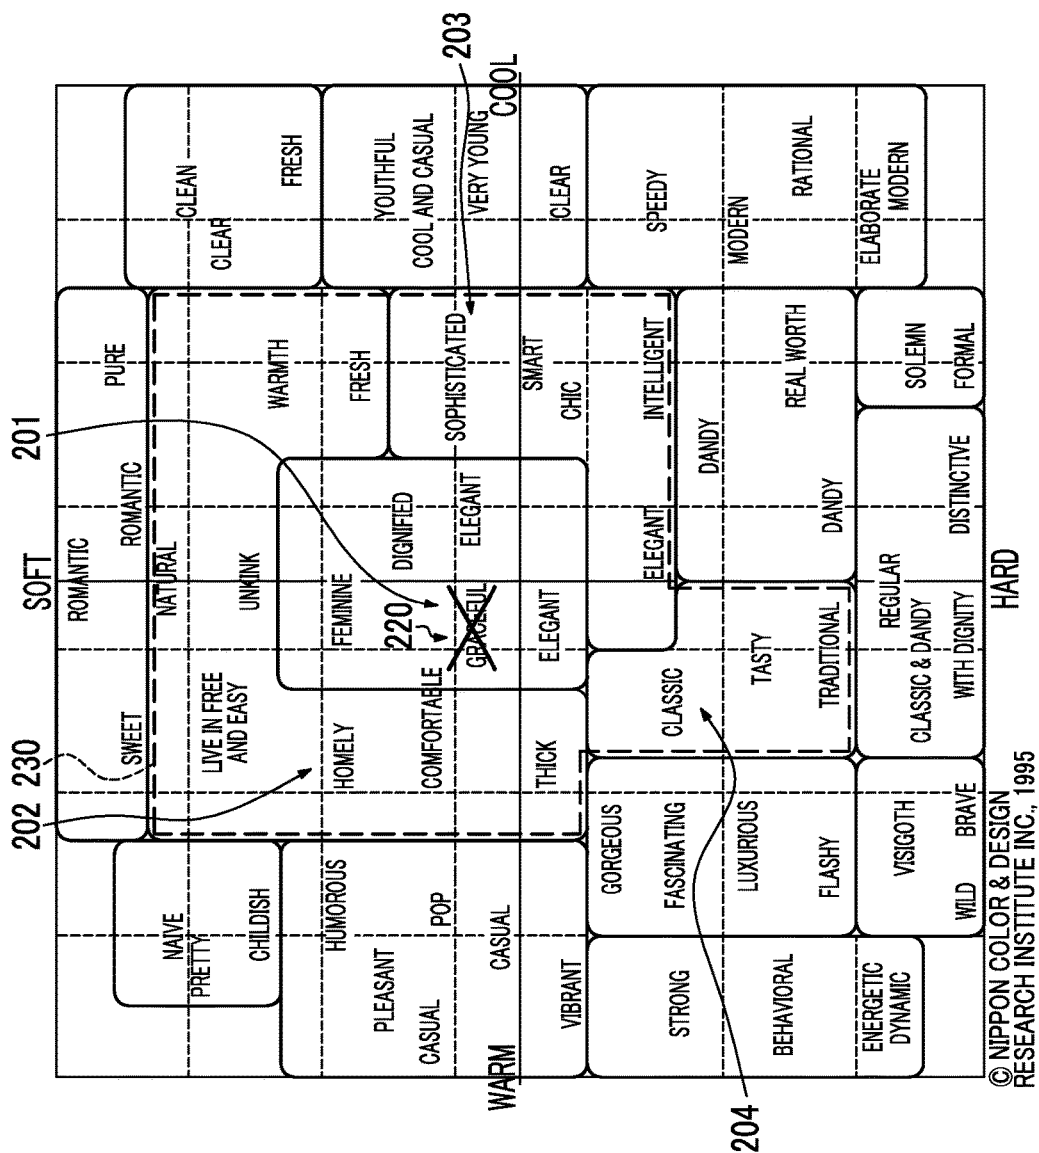 202
230
SOFT
201
ROMANTIC
SWEET
ROMANTIC
PURE
NAIVE
PRETTY
CHILDISH
NATURAL
LIVE IN FREE
AND EASY
UNKINK
WARMTH
FRESH
CLEAN
CLEAR
FRESH
HUMOROUS
PLEASANT
POP
CASUAL
CASUAL
VIBRANT
HOMELY
COMFORTABLE
THICK
FEMININE
220
DIGNIFIED
GRACEFUL
ELEGANT
ELEGANT
SOPHISTICATED
SMART
CHIC
INTELLIGENT
ELEGANT
YOUTHFUL
COOL AND CASUAL
VERY YOUNG
CLEAR
203
WARM
COOL
STRONG
BEHAVIORAL
ENERGETIC
DYNAMIC
GORGEOUS
FASCINATING
LUXURIOUS
FLASHY
CLASSIC
TASTY
TRADITIONAL
DANDY
REAL WORTH
DANDY
SPEEDY
MODERN
RATIONAL
ELABORATE
MODERN
204
VISIGOTH
WILD
BRAVE
REGULAR
CLASSIC & DANDY
WITH DIGNITY
DISTINCTIVE
SOLEMN
FORMAL
HARD
© NIPPON COLOR & DESIGN
RESEARCH INSTITUTE INC., 1995